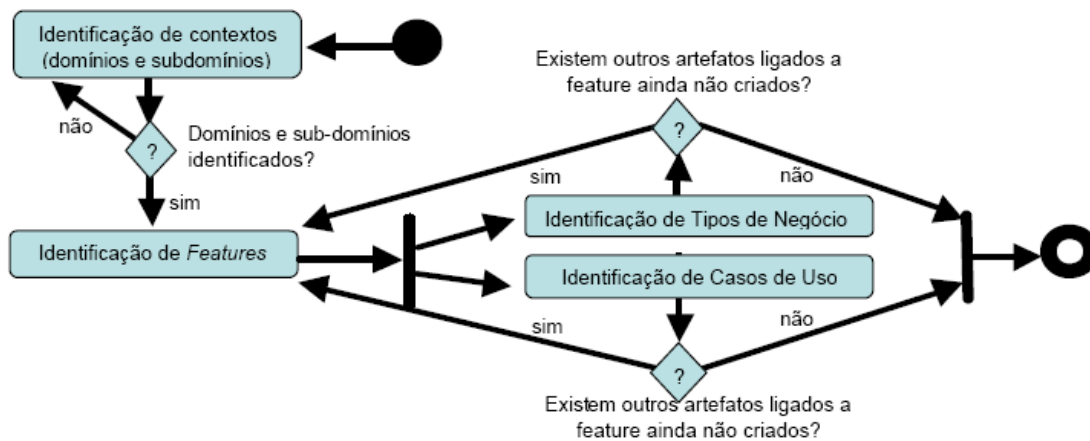 Identificação de contextos
(domínios e subdomínios)
não
?
Domínios e sub-domínios
identificados?
sim
Identificação de Features
Existem outros artefatos ligados a
feature ainda não criados?
?
sim
não
Identificação de Tipos de Negócio
Identificação de Casos de Uso
sim
não
?
Existem outros artefatos ligados a
feature ainda não criados?